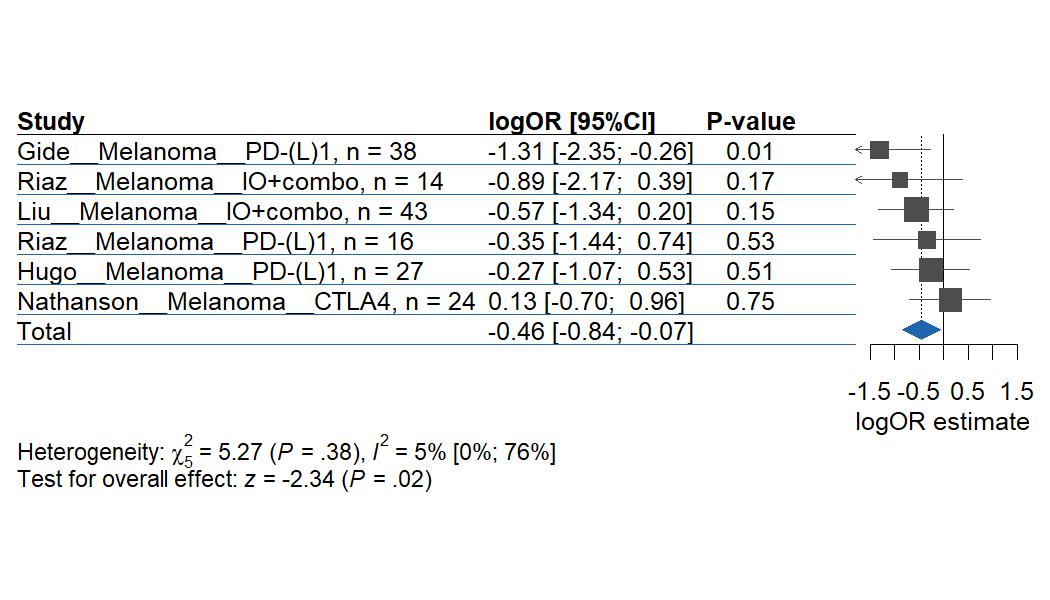 Study logOR [95%CI] P-value
Gide__Melanoma__PD-(L)1, n = 38 -1.31 [-2.35; -0.26] 0.01
Riaz__Melanoma__IO+combo, n = 14 -0.89 [-2.17; 0.39] 0.17
Liu__Melanoma__IO+combo, n = 43 -0.57 [-1.34; 0.20] 0.15
Riaz__Melanoma__PD-(L)1, n = 16 -0.35 [-1.44; 0.74] 0.53
Hugo__Melanoma__PD-(L)1, n = 27 -0.27 [-1.07; 0.53] 0.51
Nathanson__Melanoma__CTLA4, n = 24 0.13 [-0.70; 0.96] 0.75
Total -0.46 [-0.84; -0.07]
-1.5 -0.5 0.5 1.5
logOR estimate
Heterogeneity: χ²₅ = 5.27 (P = .38), I² = 5% [0%; 76%]
Test for overall effect: z = -2.34 (P = .02)